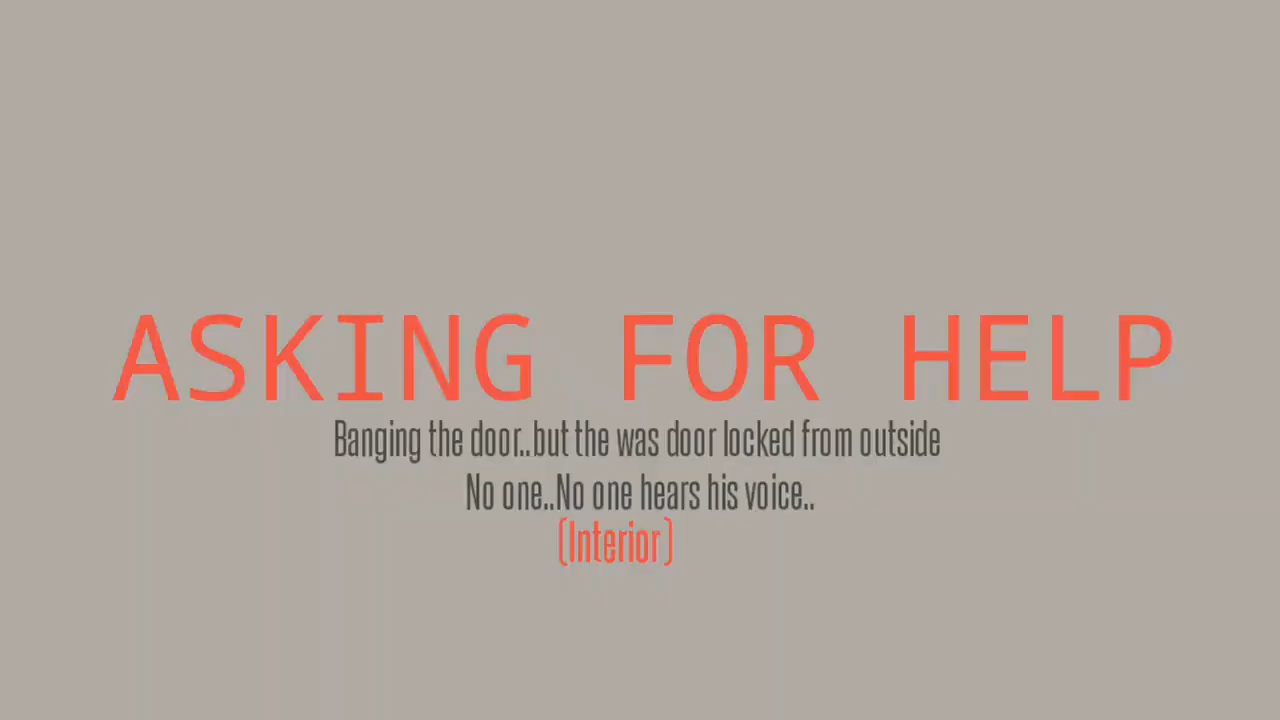 ASKING FOR HELP
Banging the door..but the was door locked from outside
No one..No one hears his voice..
(Interior)